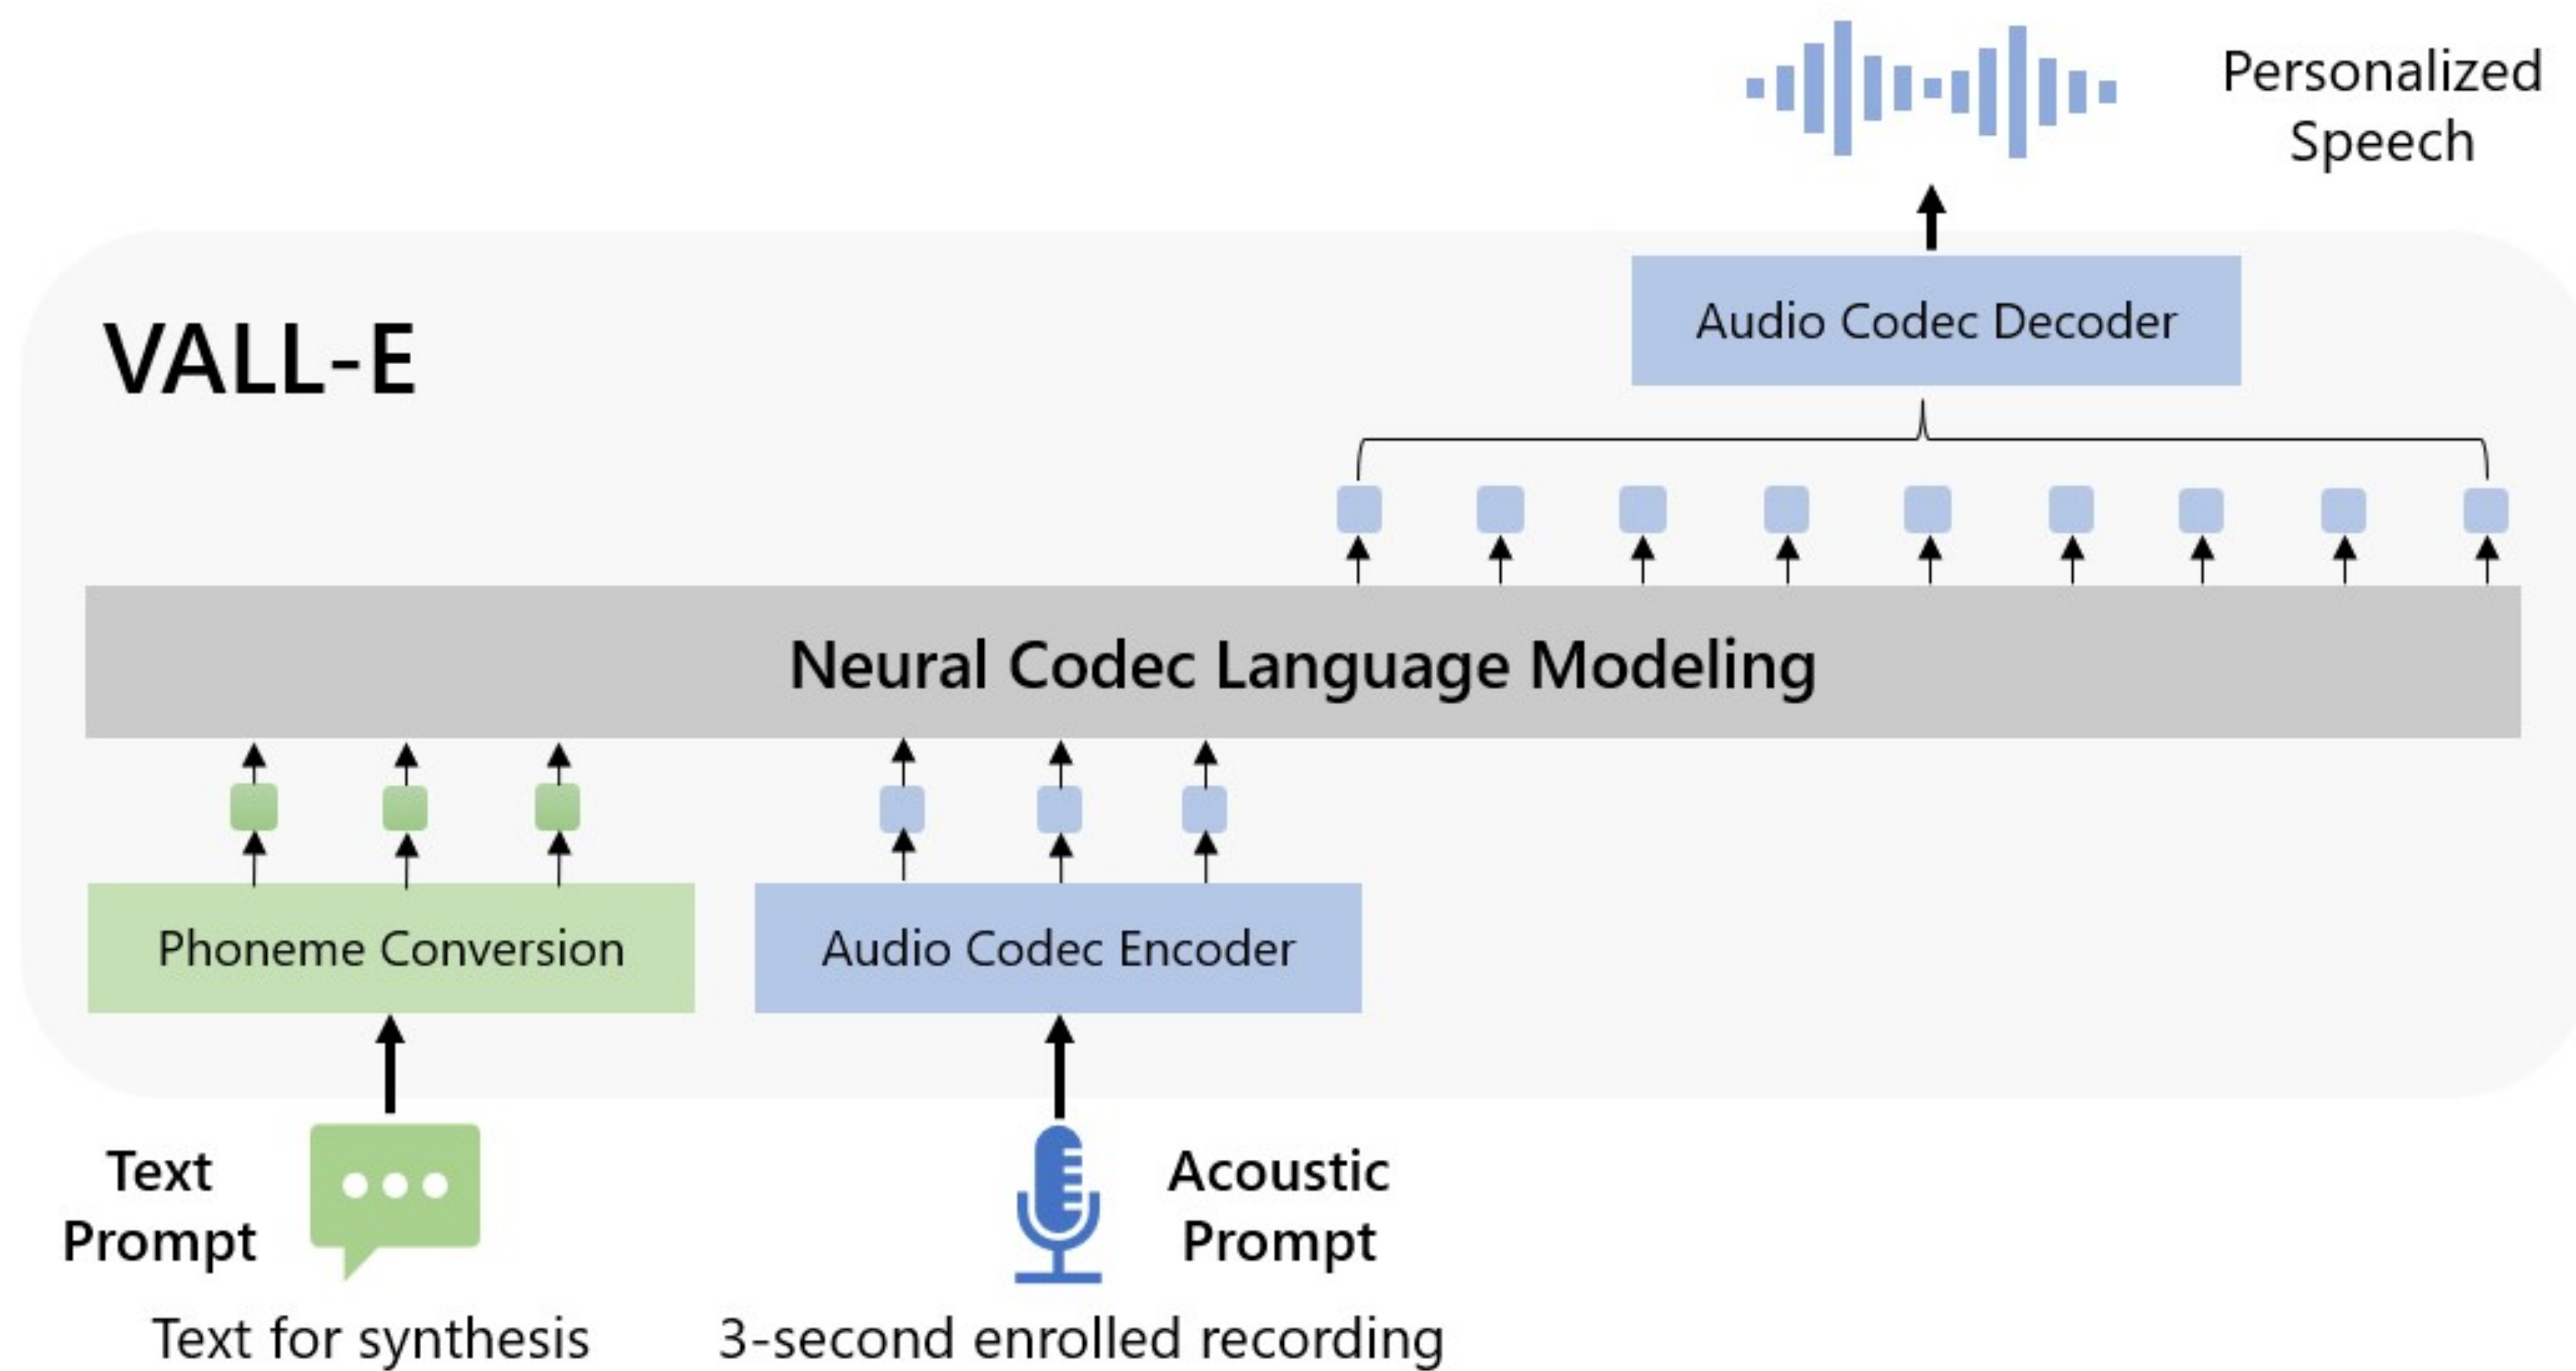 Personalized
Speech
Audio Codec Decoder
VALL-E
Neural Codec Language Modeling
Phoneme Conversion
Audio Codec Encoder
Text
Prompt
Acoustic
Prompt
Text for synthesis
3-second enrolled recording